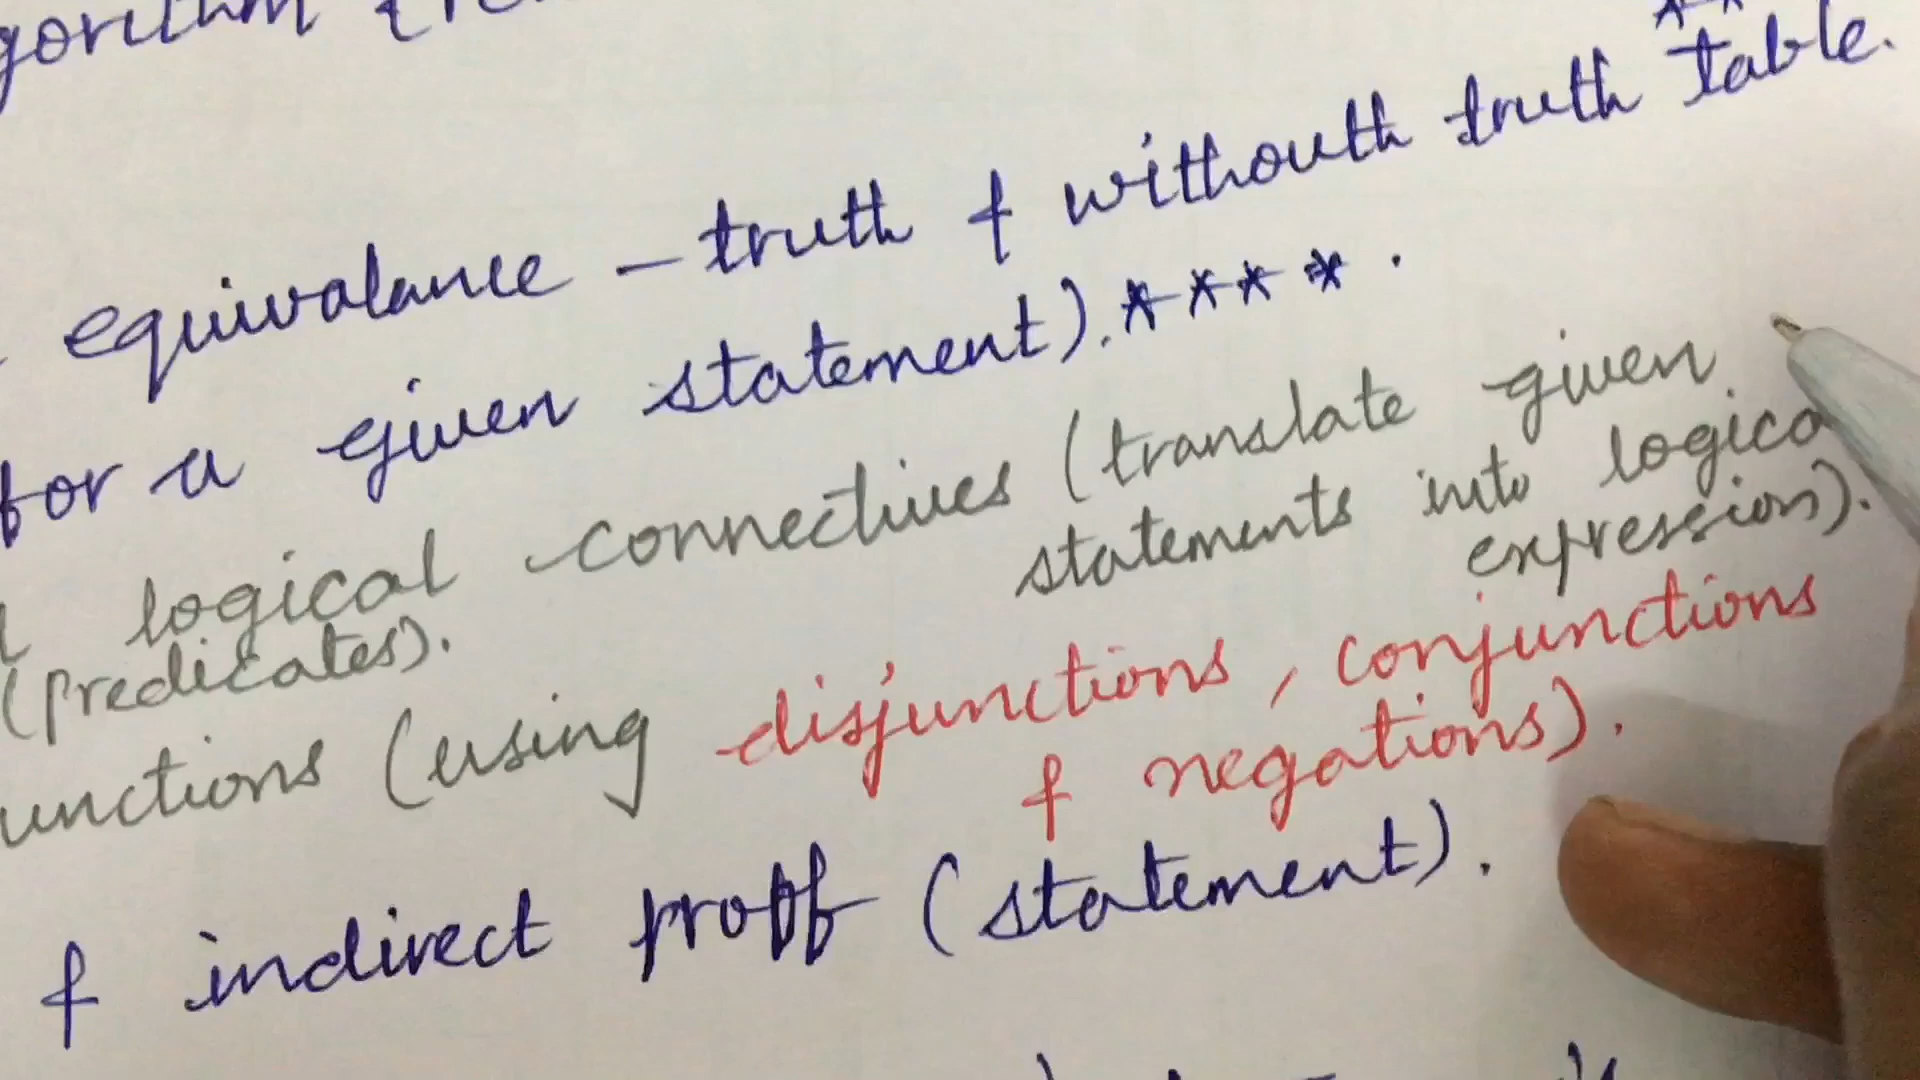 gorithm
**
equivalance - truth & withouth truth table.
for a given statement).****.
logical connectives (translate given
statements into logica
expression).
(predicates).
unctions (using disjunctions, conjunctions
& negations).
& indirect proff (statement).